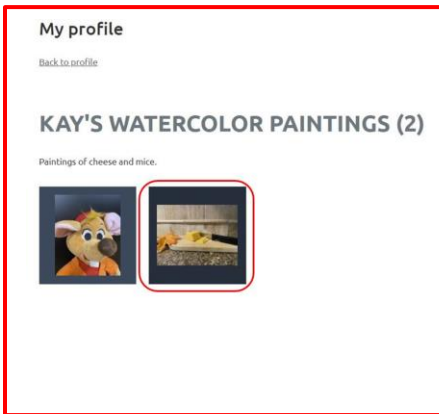 My profile
Back to profile
KAY'S WATERCOLOR PAINTINGS (2)
Paintings of cheese and mice.